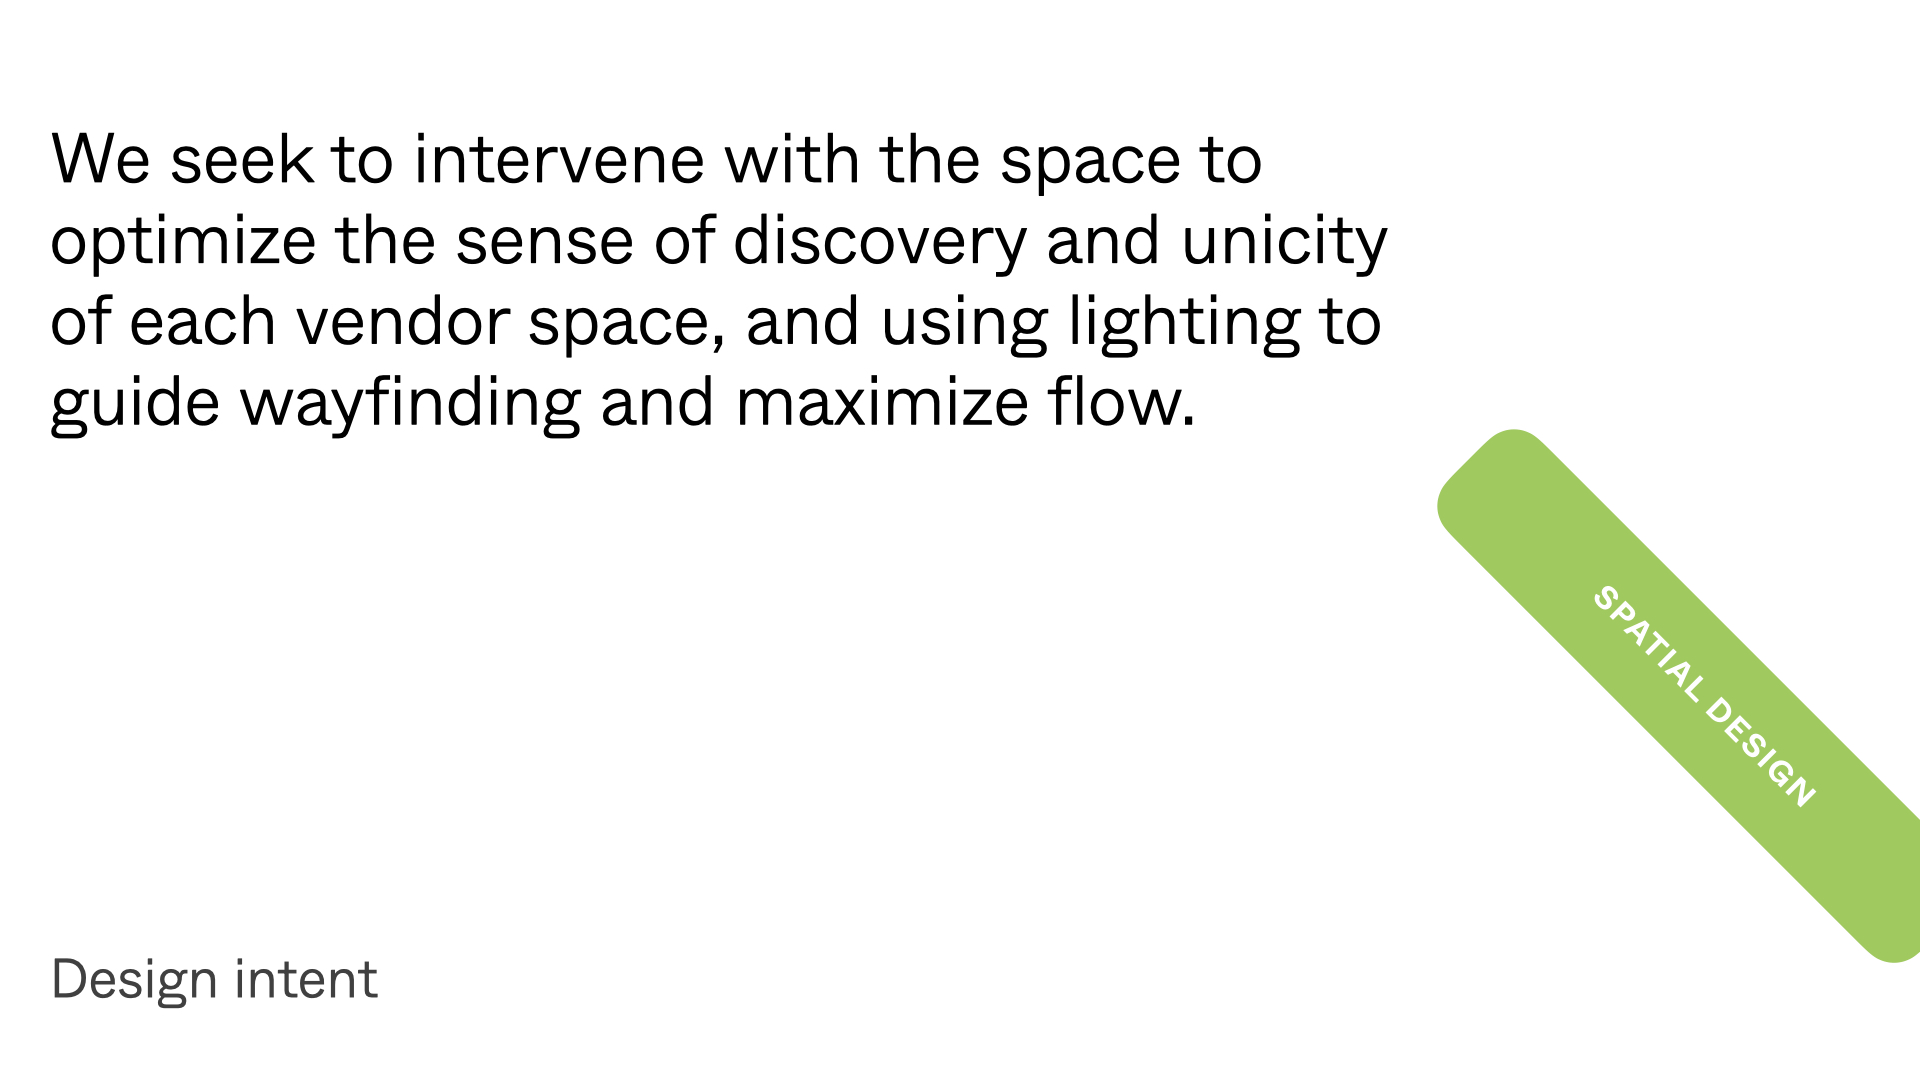 We seek to intervene with the space to
optimize the sense of discovery and unicity
of each vendor space, and using lighting to
guide wayfinding and maximize flow.
SPATIAL DESIGN
Design intent